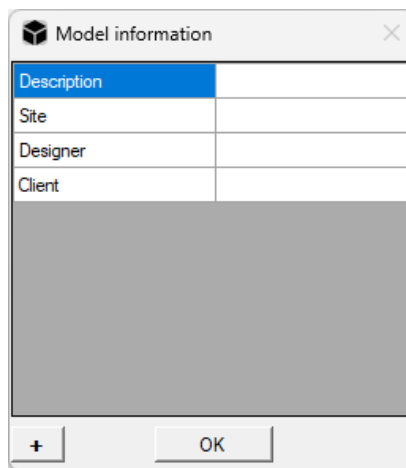 Model information
Description
Site
Designer
Client
+
OK